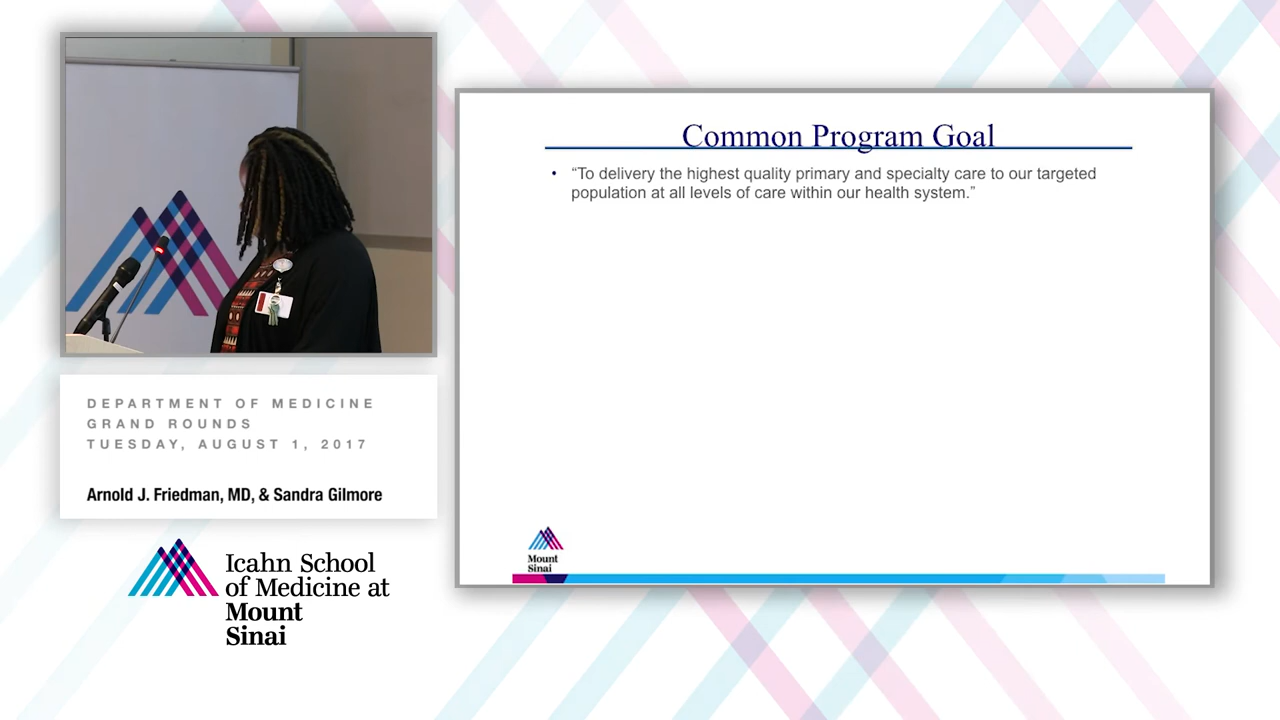 DEPARTMENT OF MEDICINE
GRAND ROUNDS
TUESDAY, AUGUST 1, 2017
Arnold J. Friedman, MD, & Sandra Gilmore
Icahn School
of Medicine at
Mount
Sinai
Common Program Goal
• “To delivery the highest quality primary and specialty care to our targeted
population at all levels of care within our health system.”
Mount
Sinai